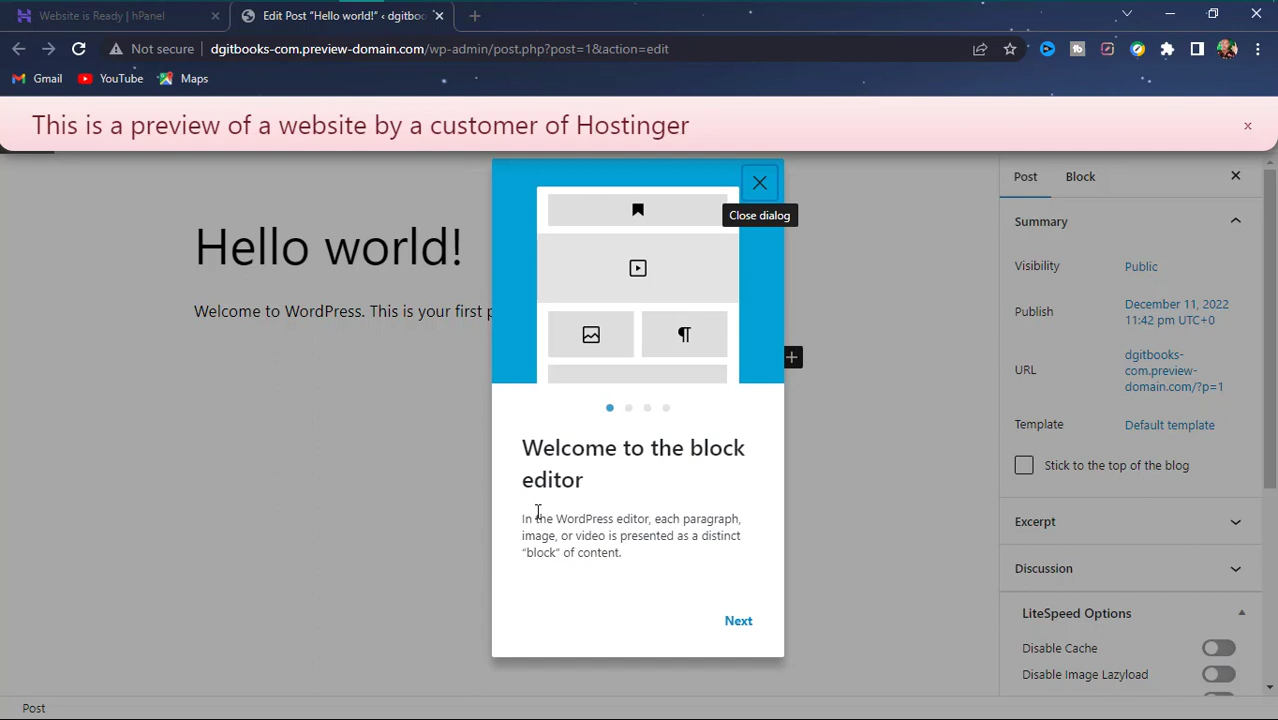 Website is Ready | hPanel
Edit Post “Hello world!” ‹ dgitboo
Not secure
dgitbooks-com.preview-domain.com/wp-admin/post.php?post=1&action=edit
Gmail
YouTube
Maps
This is a preview of a website by a customer of Hostinger
x
Close dialog
Hello world!
Welcome to WordPress. This is your first p
Welcome to the block
editor
In the WordPress editor, each paragraph,
image, or video is presented as a distinct
“block” of content.
Next
Post
Block
Summary
Visibility
Public
Publish
December 11, 2022
11:42 pm UTC+0
URL
dgitbooks-
com.preview-
domain.com/?p=1
Template
Default template
Stick to the top of the blog
Excerpt
Discussion
LiteSpeed Options
Disable Cache
Disable Image Lazyload
Post